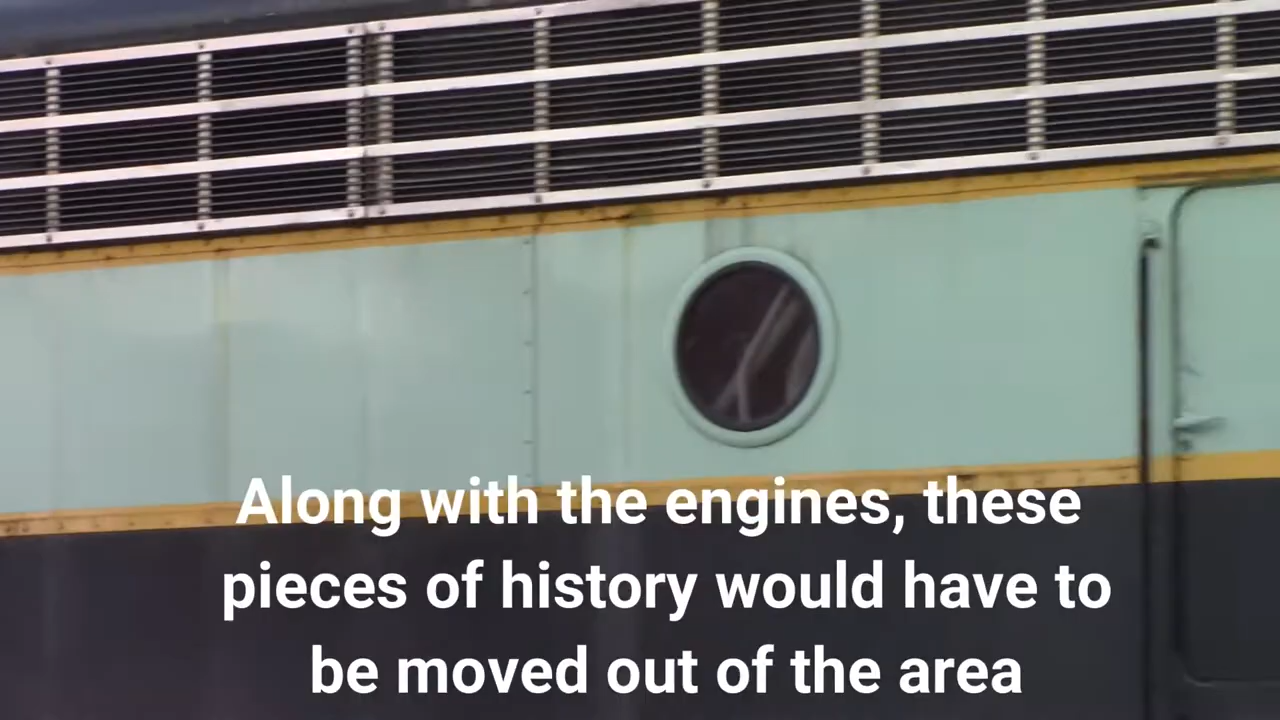 Along with the engines, these
pieces of history would have to
be moved out of the area